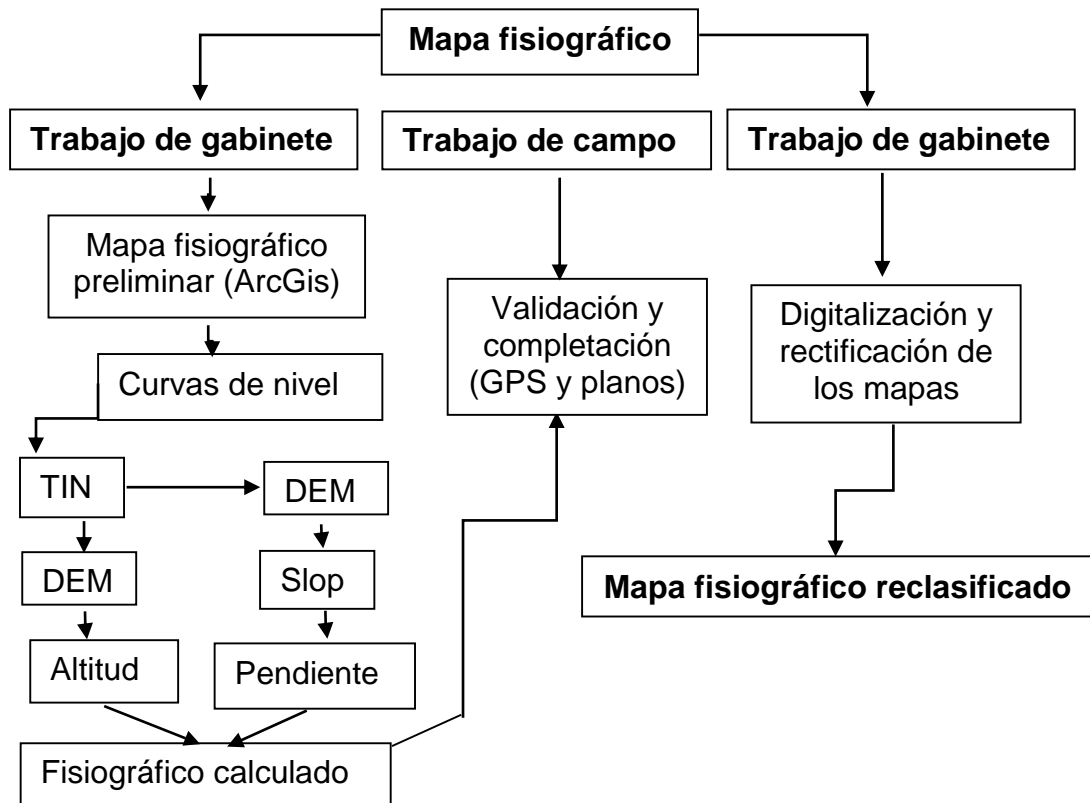 Mapa fisiográfico
Trabajo de gabinete
Trabajo de campo
Trabajo de gabinete
Mapa fisiográfico
preliminar (ArcGis)
Validación y
completación
(GPS y planos)
Digitalización y
rectificación de
los mapas
Curvas de nivel
TIN
DEM
DEM
Slop
Mapa fisiográfico reclasificado
Altitud
Pendiente
Fisiográfico calculado